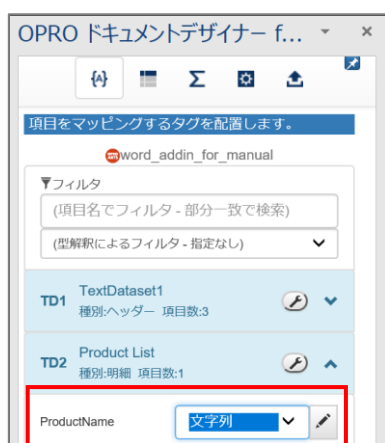 OPRO ドキュメントデザイナー f...
{A}
Σ
項目をマッピングするタグを配置します。
word_addin_for_manual
フィルタ
(項目名でフィルタ - 部分一致で検索)
(型解釈によるフィルタ - 指定なし)
TD1 TextDataset1
種別:ヘッダー 項目数:3
TD2 Product List
種別:明細 項目数:1
ProductName 文字列